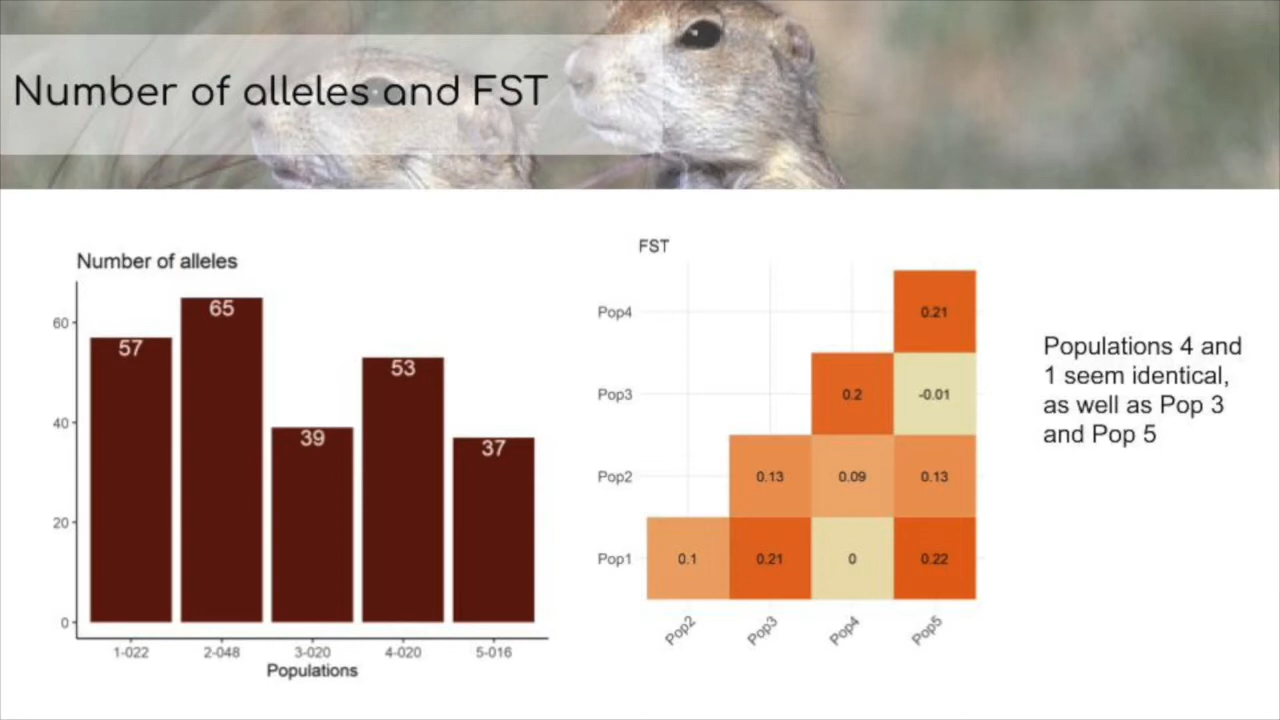 Number of alleles and FST
Number of alleles
60
40
20
0
57
65
39
53
37
1-022
2-048
3-020
4-020
5-016
Populations
FST
Pop4
0.21
Pop3
0.2
-0.01
Pop2
0.13
0.09
0.13
Pop1
0.1
0.21
0
0.22
Pop2
Pop3
Pop4
Pop5
Populations 4 and
1 seem identical,
as well as Pop 3
and Pop 5